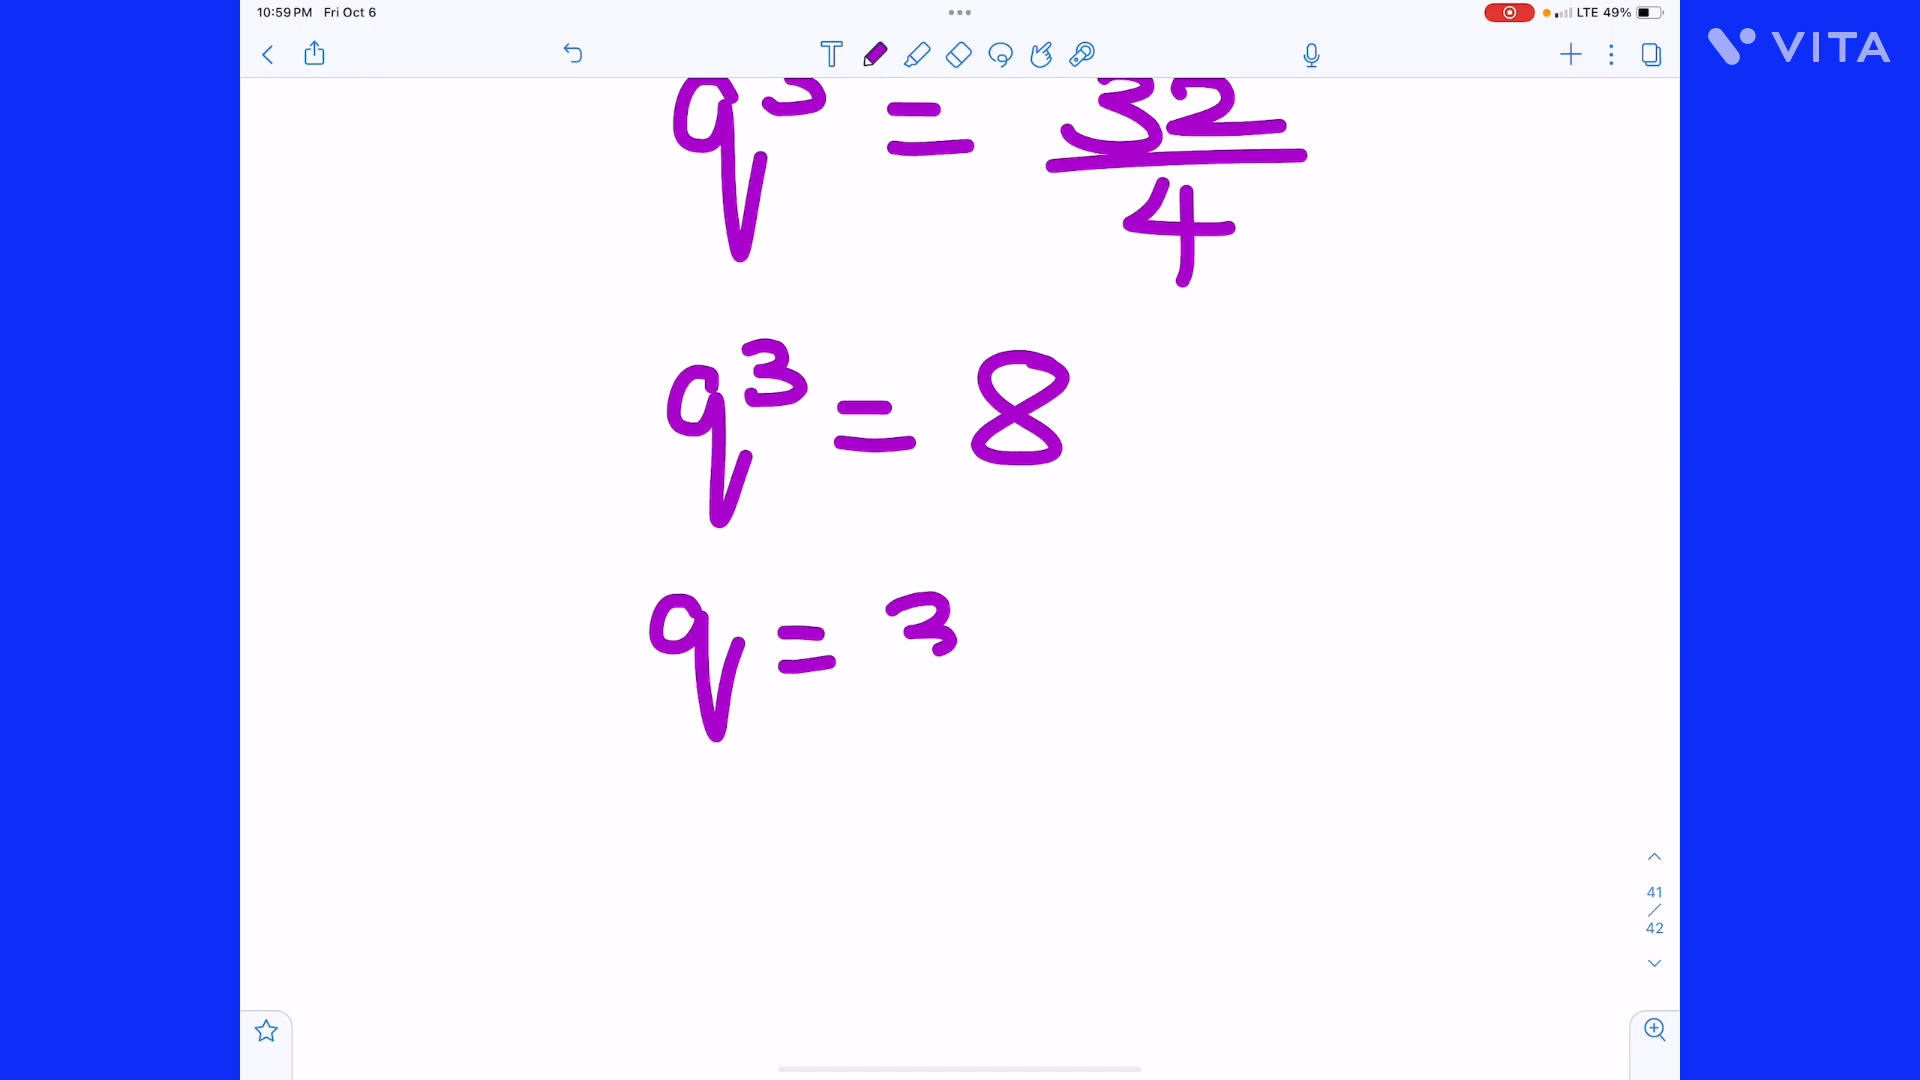 10:59 PM Fri Oct 6
LTE 49%
VITA
T
q³ = 32/4
q³ = 8
q = 3
41
/
42